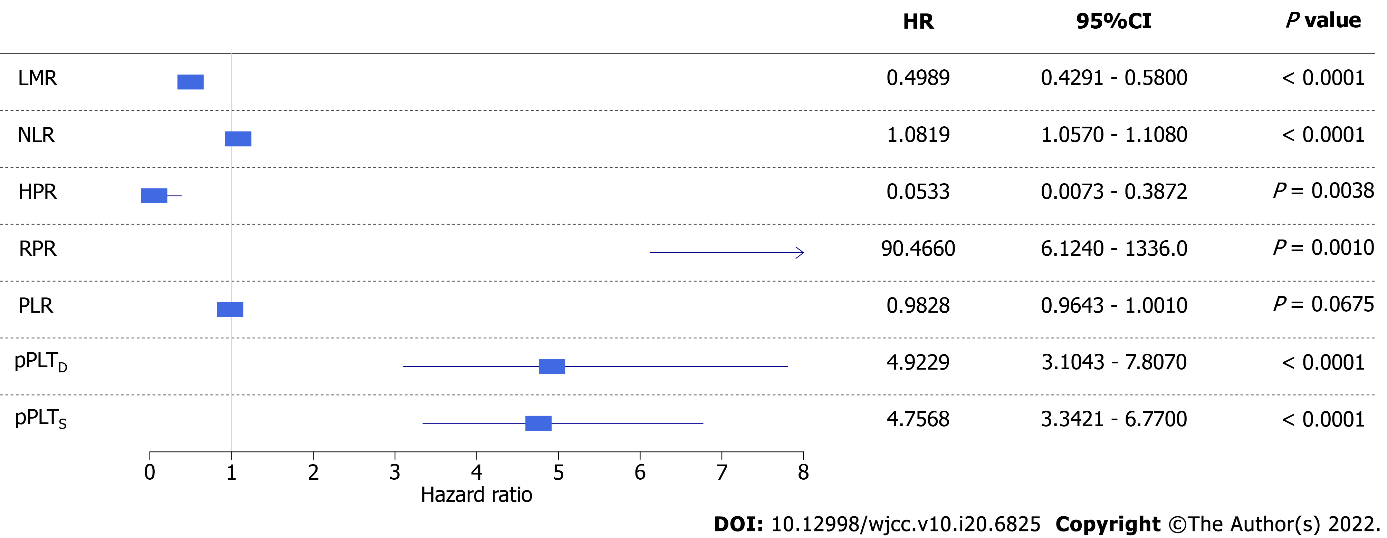 HR 95%CI P value
LMR 0.4989 0.4291 - 0.5800 < 0.0001
NLR 1.0819 1.0570 - 1.1080 < 0.0001
HPR 0.0533 0.0073 - 0.3872 P = 0.0038
RPR 90.4660 6.1240 - 1336.0 P = 0.0010
PLR 0.9828 0.9643 - 1.0010 P = 0.0675
pPLTD 4.9229 3.1043 - 7.8070 < 0.0001
pPLTS 4.7568 3.3421 - 6.7700 < 0.0001
0 1 2 3 4 5 6 7 8
Hazard ratio
DOI: 10.12998/wjcc.v10.i20.6825 Copyright ©The Author(s) 2022.